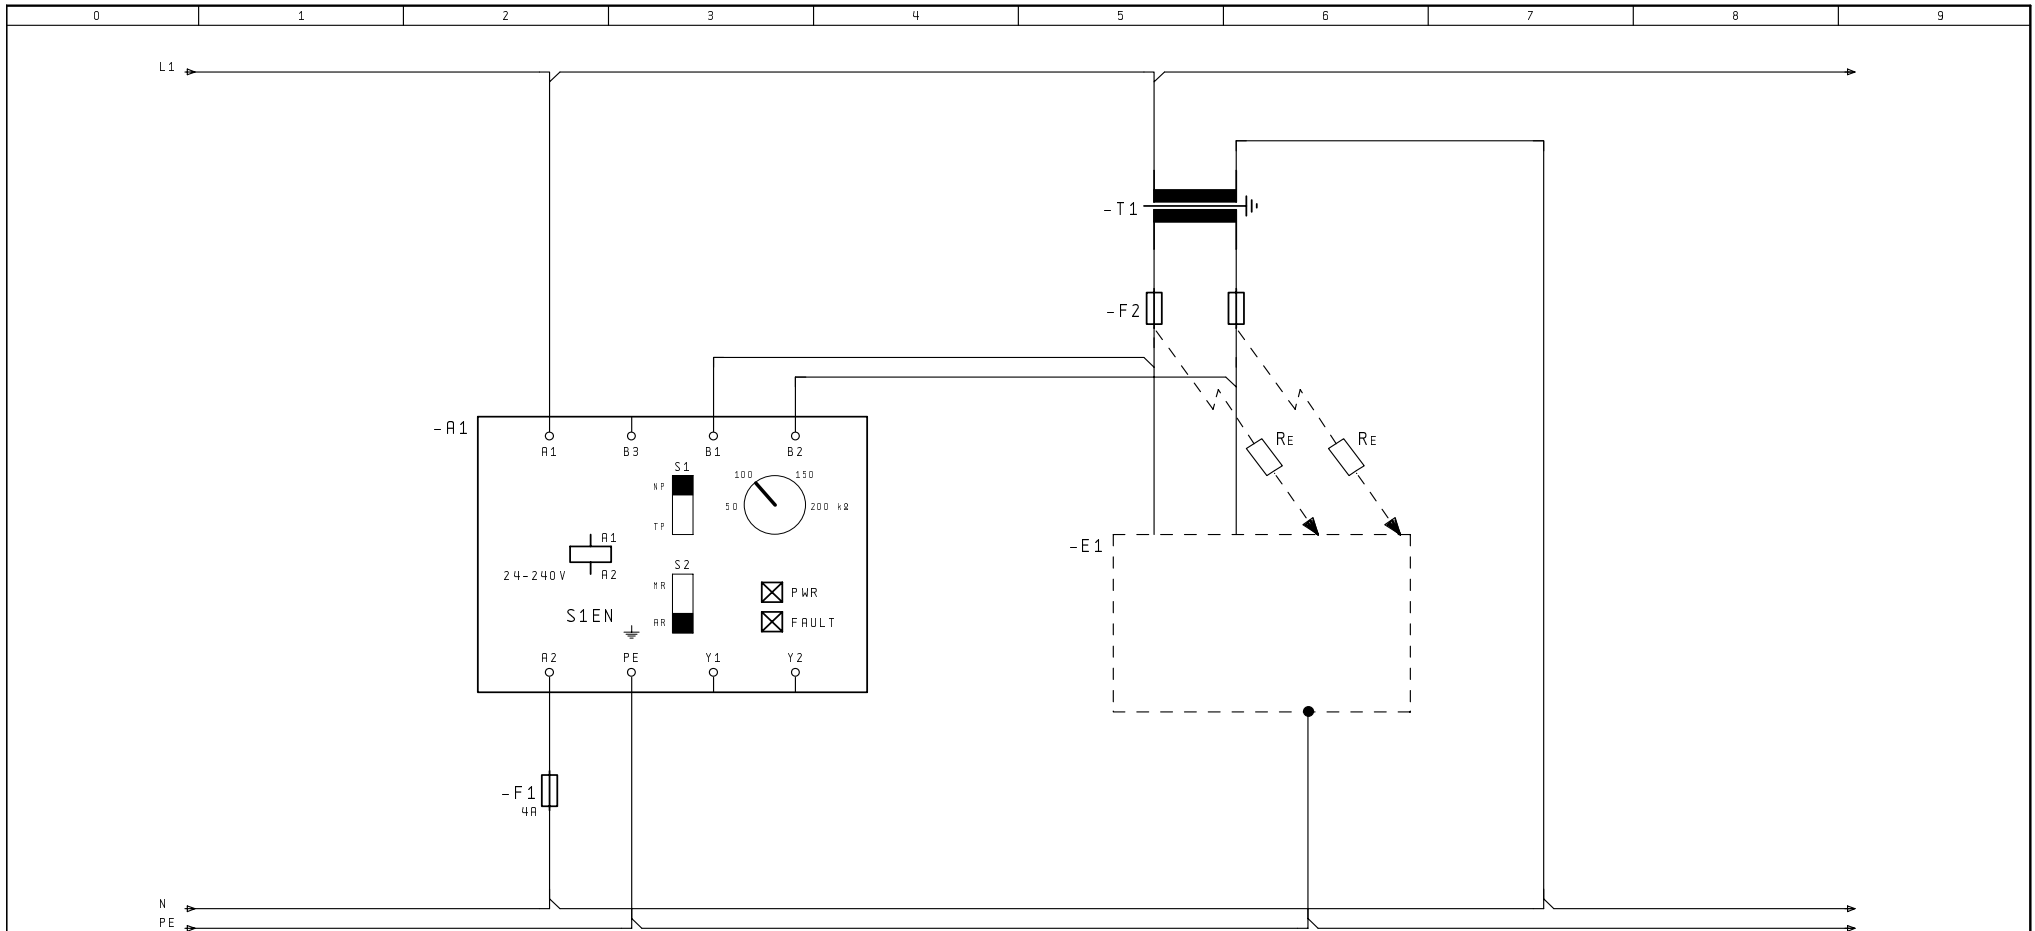 0 1 2 3 4 5 6 7 8 9
L1
-T1
-F2
-A1
A1 B3 B1 B2
RE RE
S1
100 150
NP
50 200 kΩ
TP
A1
-E1
S2
24-240V A2
MR
PWR
S1EN
AR FAULT
A2 PE Y1 Y2
-F1
4A
N
PE